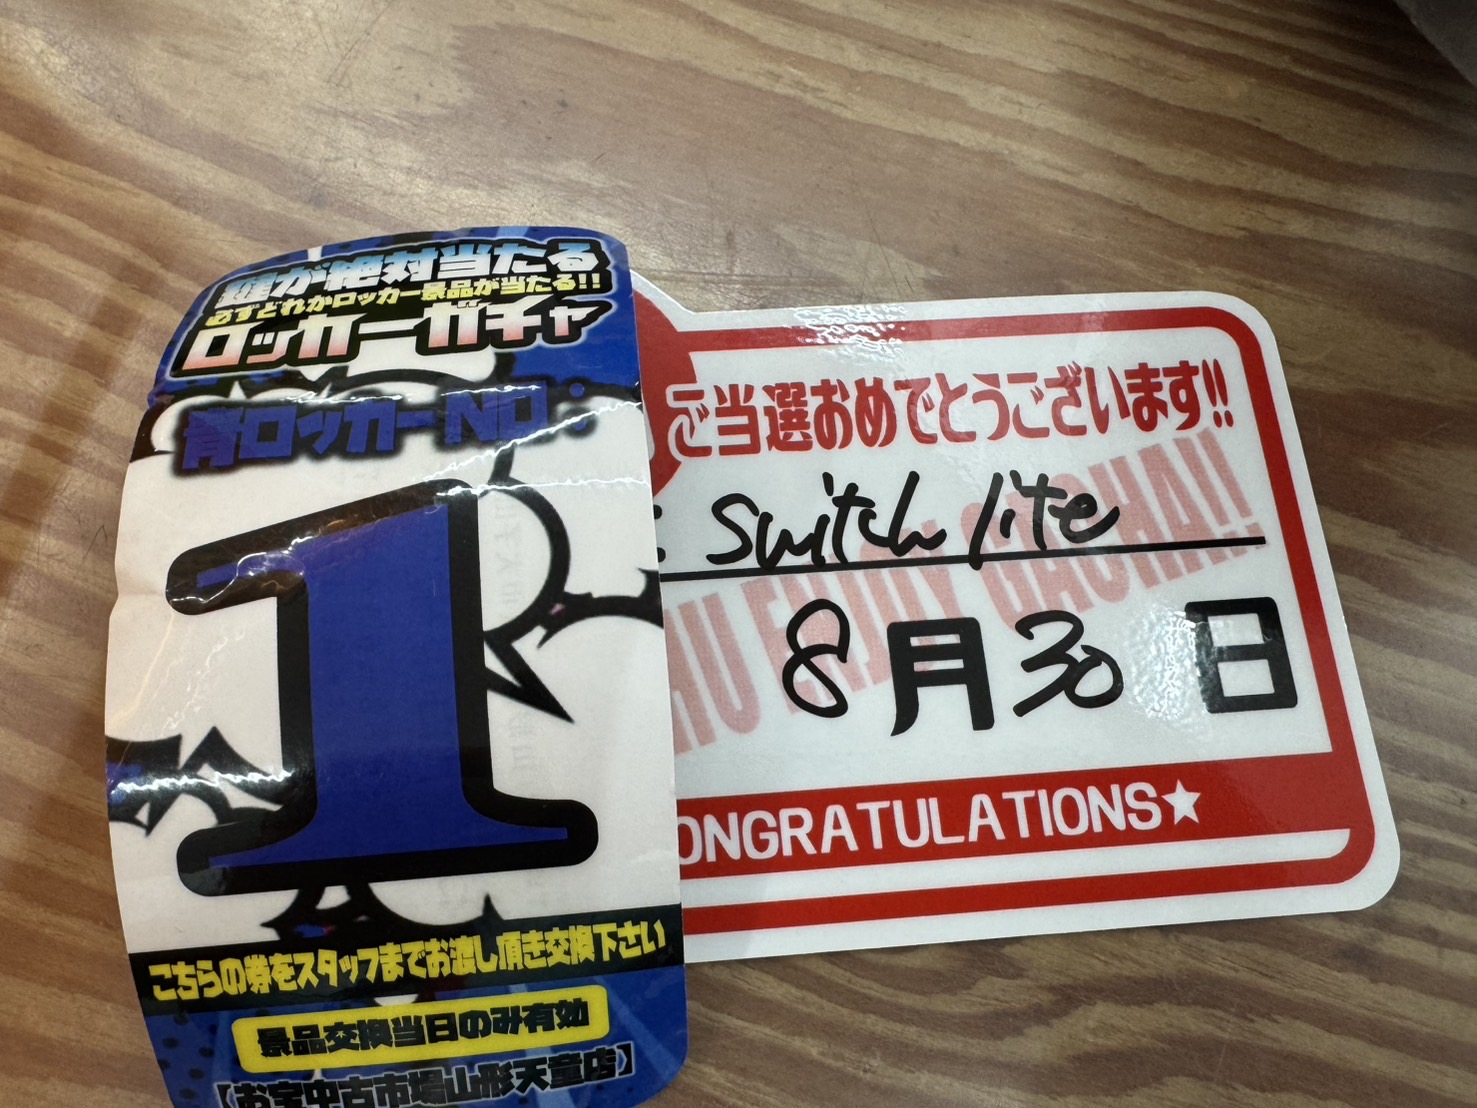 鍵が絶対当たる
必ずどれかロッカー景品が当たる!!
ロッカーガチャ
青ロッカーNO:
1
こちらの券をスタッフまでお渡し頂き交換下さい
景品交換当日のみ有効
【お宝中古市場山形天童店】
ご当選おめでとうございます!!
: Switch lite
8月30日
HU ENJOY GACHA!!
ONGRATULATIONS★